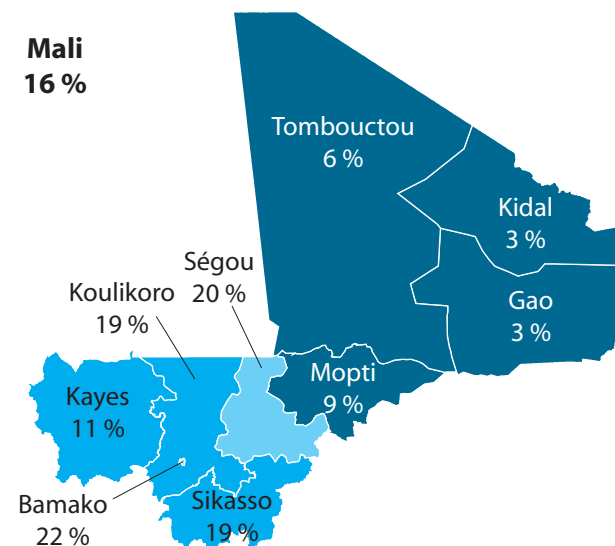 Mali
16 %
Tombouctou
6 %
Kidal
3 %
Ségou
20 %
Koulikoro
19 %
Gao
3 %
Mopti
9 %
Kayes
11 %
Bamako
22 %
Sikasso
19 %